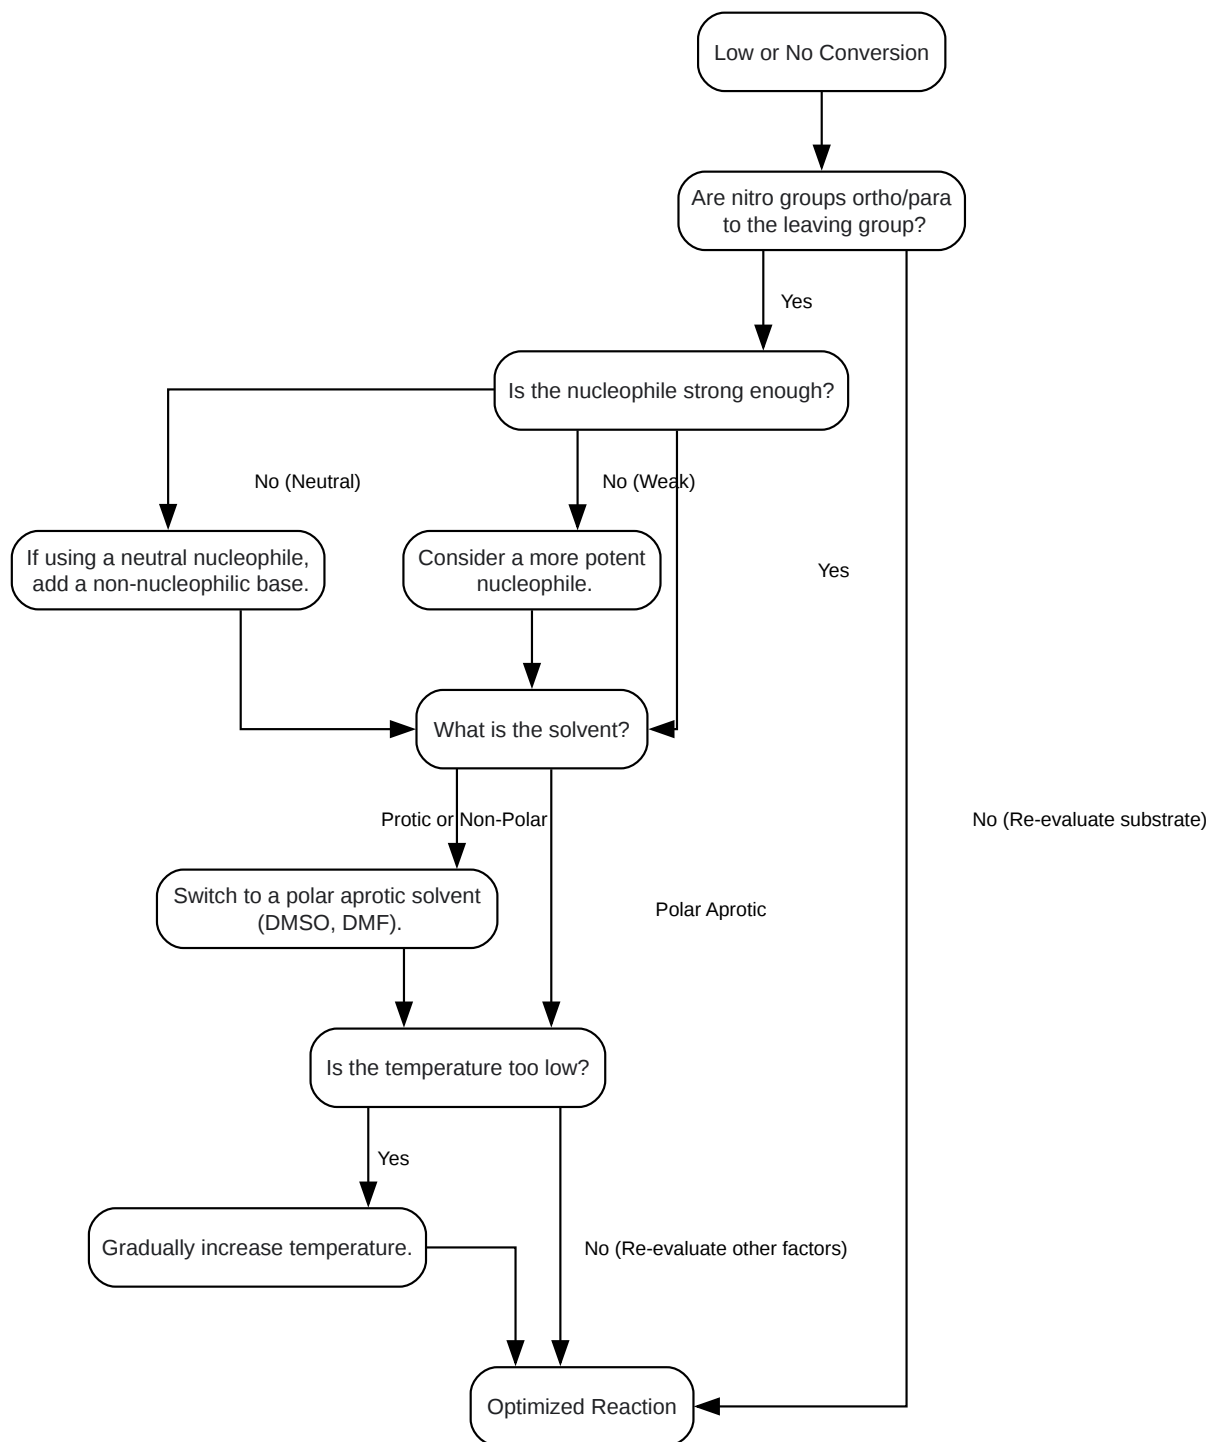 Low or No Conversion
Are nitro groups ortho/para
to the leaving group?
Yes
Is the nucleophile strong enough?
No (Neutral)
No (Weak)
If using a neutral nucleophile,
add a non-nucleophilic base.
Consider a more potent
nucleophile.
Yes
What is the solvent?
Protic or Non-Polar
No (Re-evaluate substrate)
Switch to a polar aprotic solvent
(DMSO, DMF).
Polar Aprotic
Is the temperature too low?
Yes
Gradually increase temperature.
No (Re-evaluate other factors)
Optimized Reaction